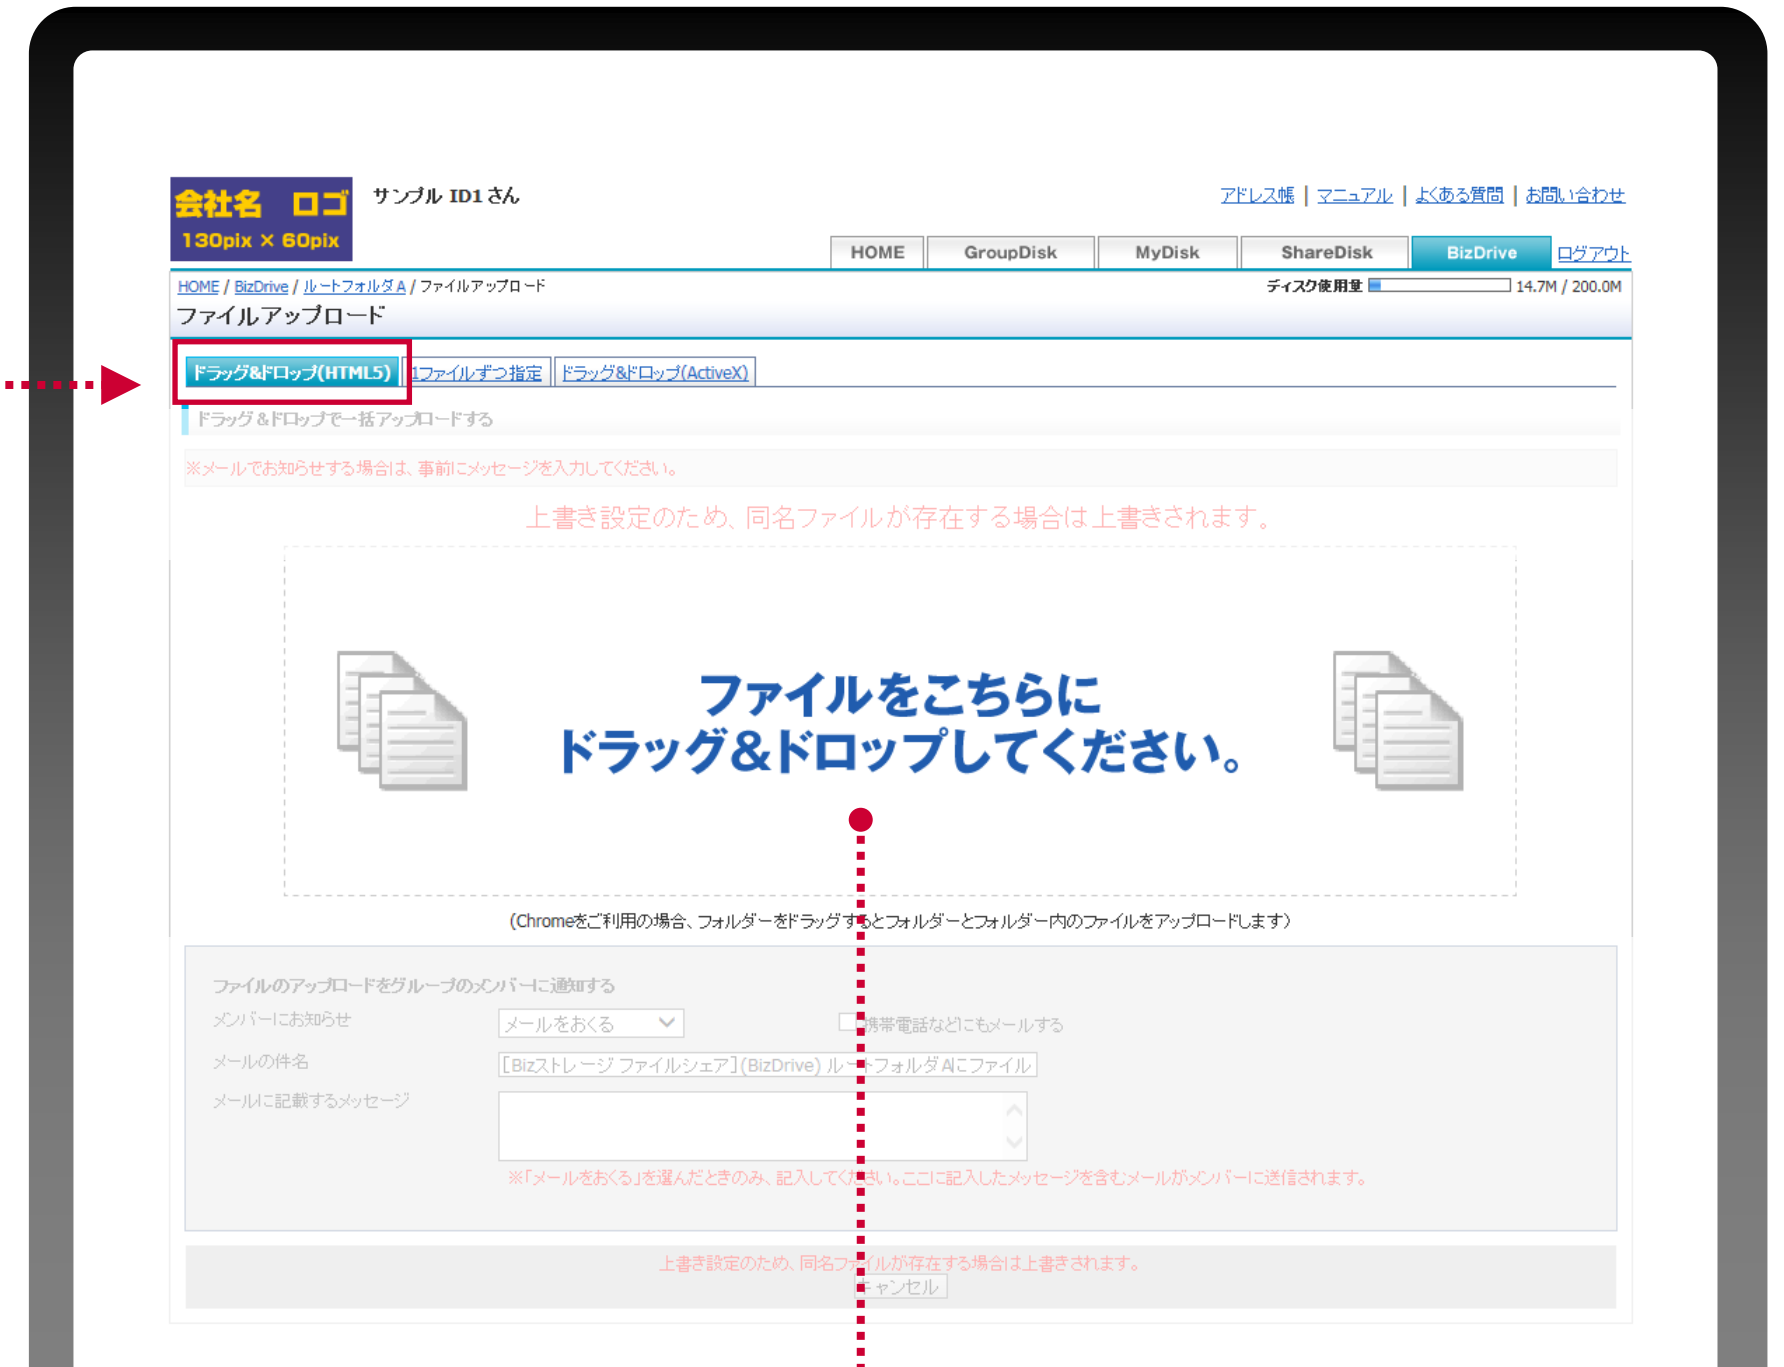 会社名 ロゴ
130pix × 60pix
サンプル ID1 さん
アドレス帳 | マニュアル | よくある質問 | お問い合わせ
HOME GroupDisk MyDisk ShareDisk BizDrive ログアウト
HOME / BizDrive / ルートフォルダA / ファイルアップロード
ディスク使用量 14.7M / 200.0M
ファイルアップロード
ドラッグ&ドロップ(HTML5) 1ファイルずつ指定 ドラッグ&ドロップ(ActiveX)
ドラッグ&ドロップで一括アップロードする
※メールでお知らせする場合は、事前にメッセージを入力してください。
上書き設定のため、同名ファイルが存在する場合は上書きされます。
ファイルをこちらに
ドラッグ&ドロップしてください。
(Chromeをご利用の場合、フォルダーをドラッグするとフォルダーとフォルダー内のファイルをアップロードします)
ファイルのアップロードをグループのメンバーに通知する
メンバーにお知らせ メールをおくる 携帯電話などにもメールする
メールの件名 [Bizストレージ ファイルシェア](BizDrive) ルートフォルダAにファイル
メールに記載するメッセージ
※「メールをおくる」を選んだときのみ、記入してください。ここに記入したメッセージを含むメールがメンバーに送信されます。
上書き設定のため、同名ファイルが存在する場合は上書きされます。
キャンセル